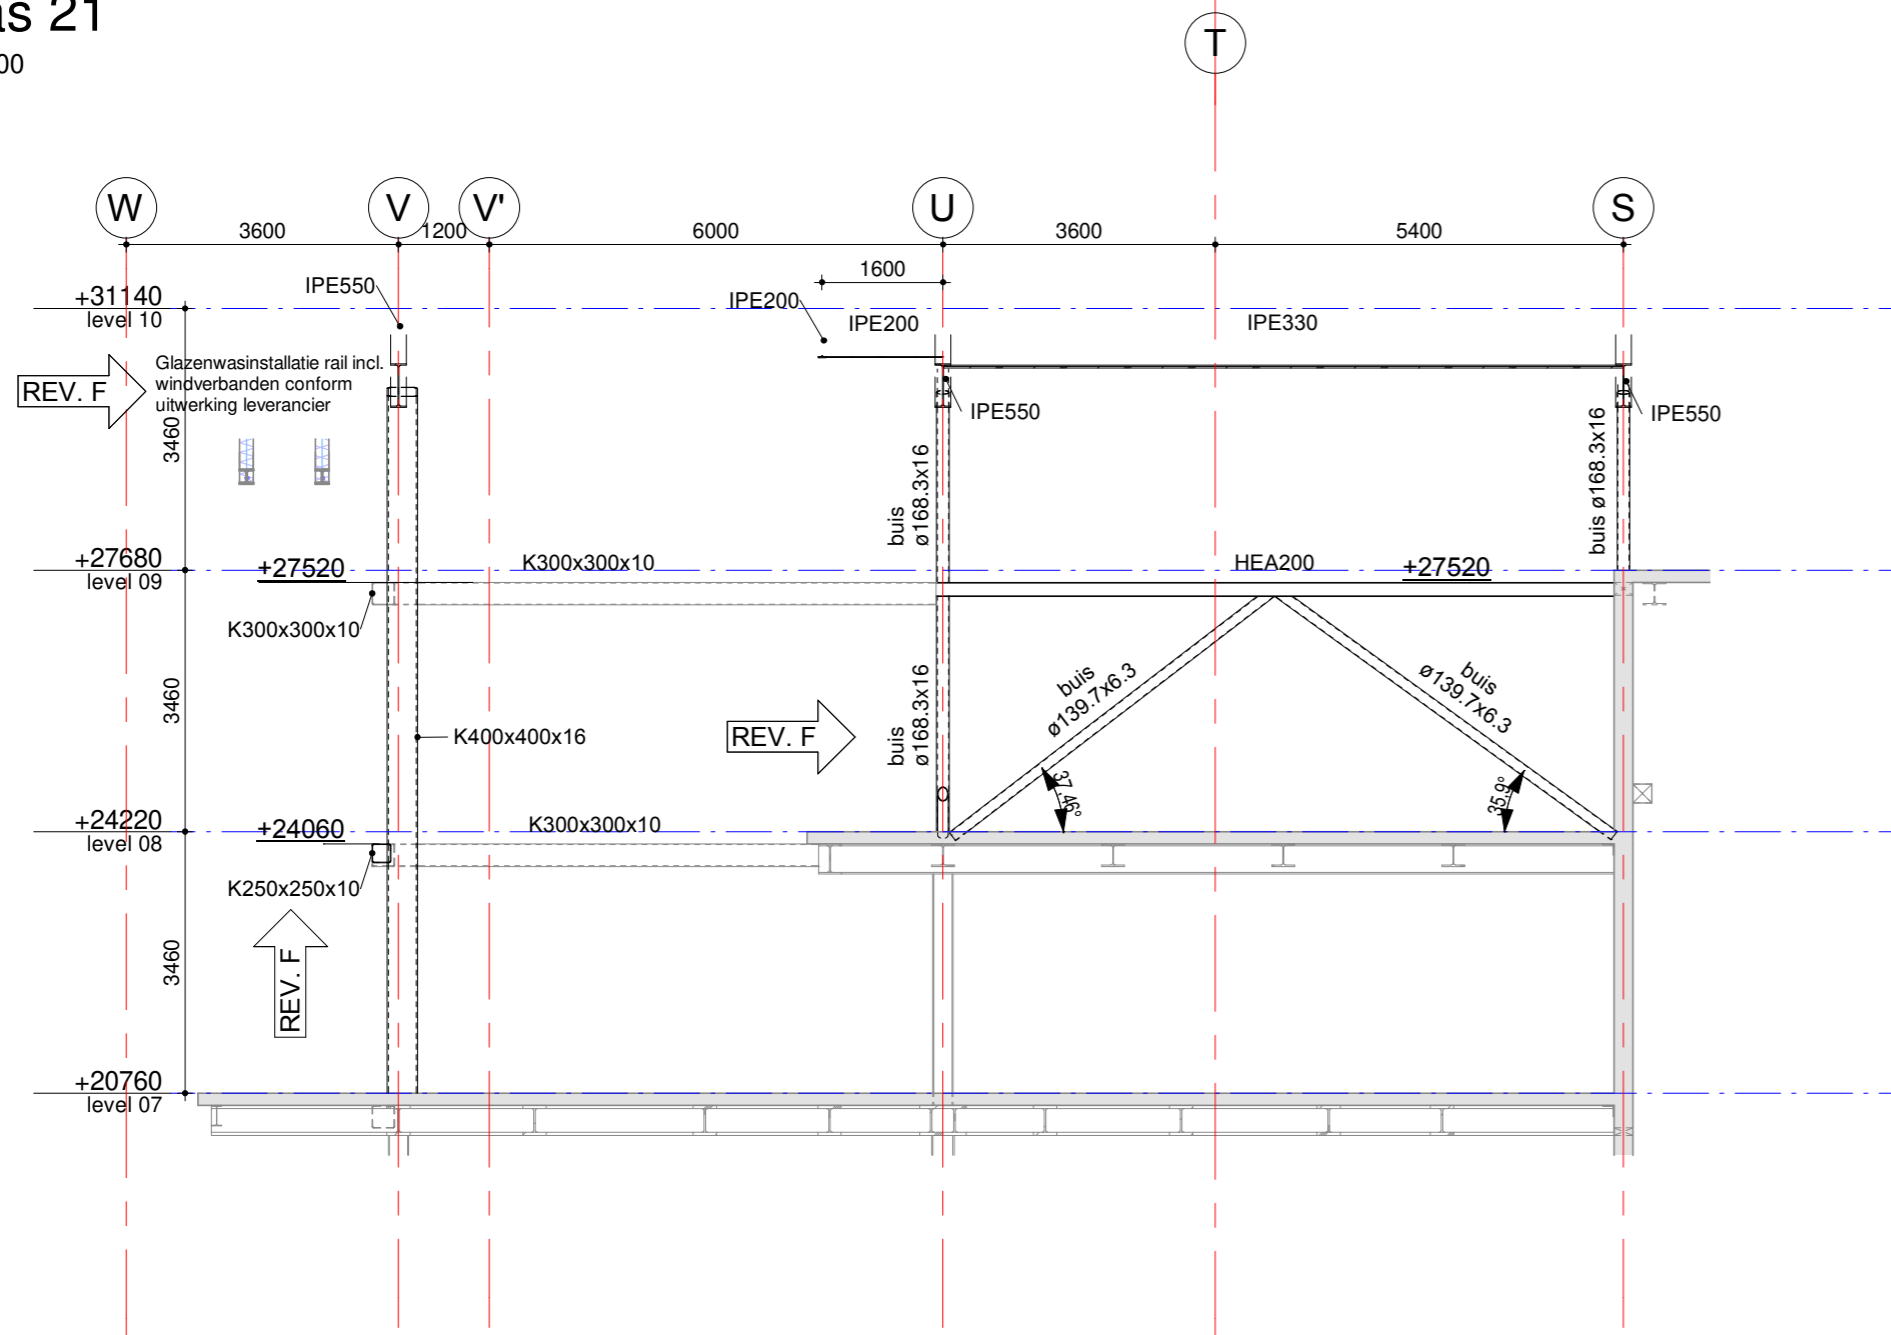 as 21
00
T
W
V
V'
U
S
3600
1200
6000
3600
5400
1600
IPE550
IPE200
IPE200
IPE330
+31140
level 10
Glazenwasinstallatie rail incl.
windverbanden conform
uitwerking leverancier
REV. F
3460
IPE550
IPE550
buis
ø168.3x16
buis ø168.3x16
+27680
level 09
+27520
K300x300x10
HEA200
+27520
K300x300x10
3460
K400x400x16
REV. F
buis
ø168.3x16
buis
ø139.7x6.3
buis
ø139.7x6.3
37,46°
35,9°
+24220
level 08
+24060
K300x300x10
K250x250x10
3460
REV. F
+20760
level 07